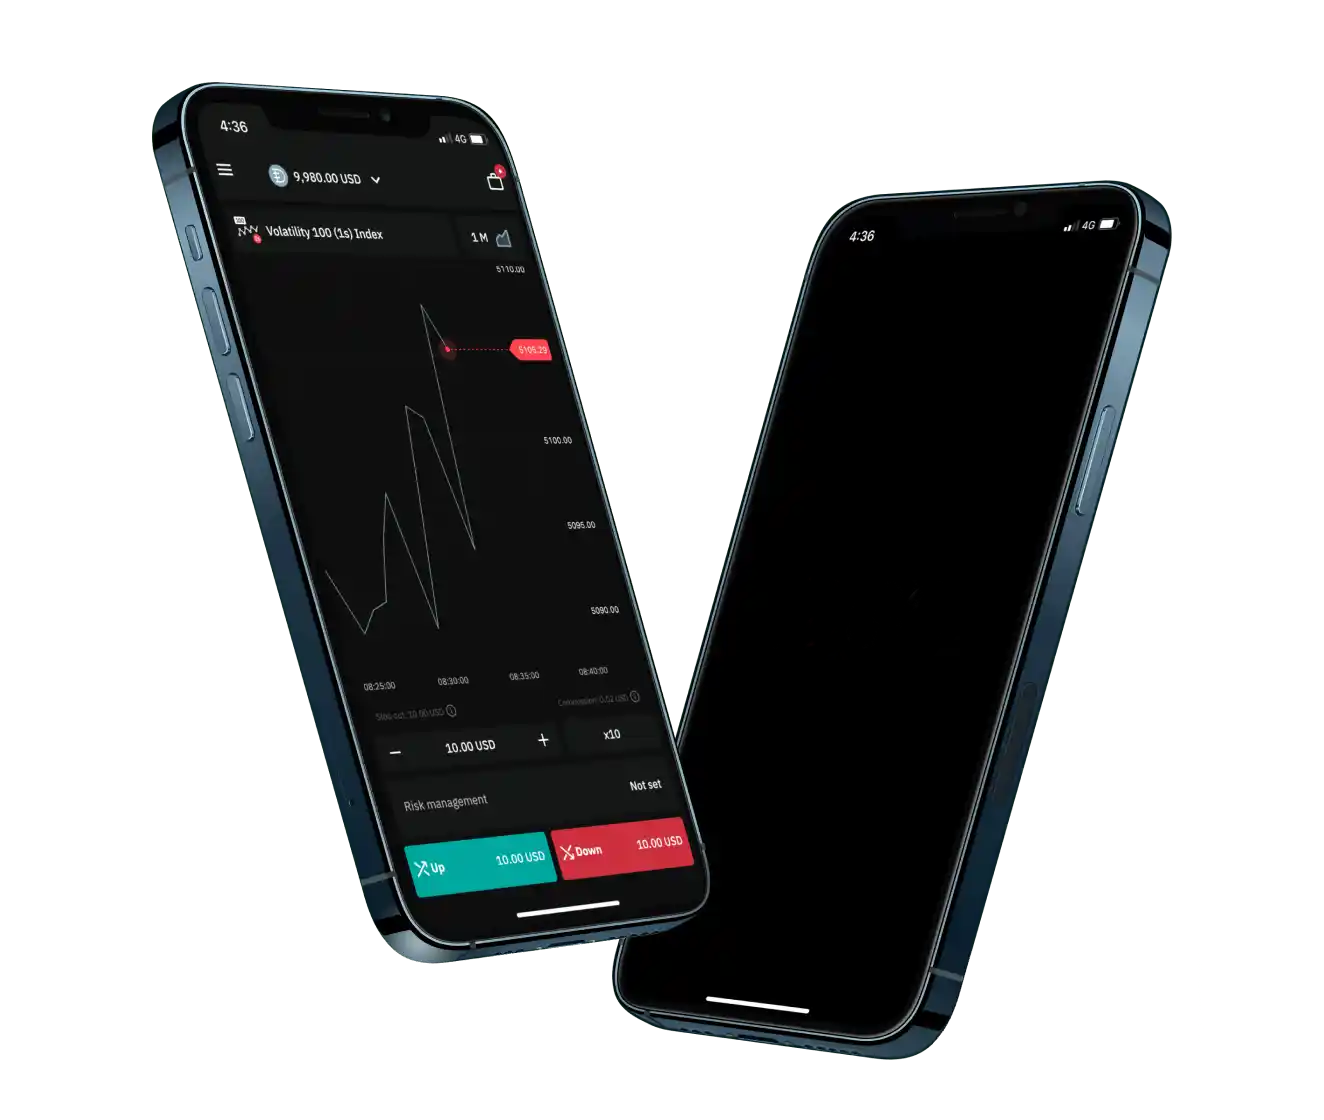 4:36
4G
9,980.00 USD
100
Volatility 100 (1s) Index
1 M
5110.00
5105.29
5100.00
5095.00
5090.00
08:25:00
08:30:00
08:35:00
08:40:00
Stop out: 10.00 USD
Commission: 0.02 USD
10.00 USD
x10
Risk management
Not set
Up
10.00 USD
Down
10.00 USD
4:36
4G